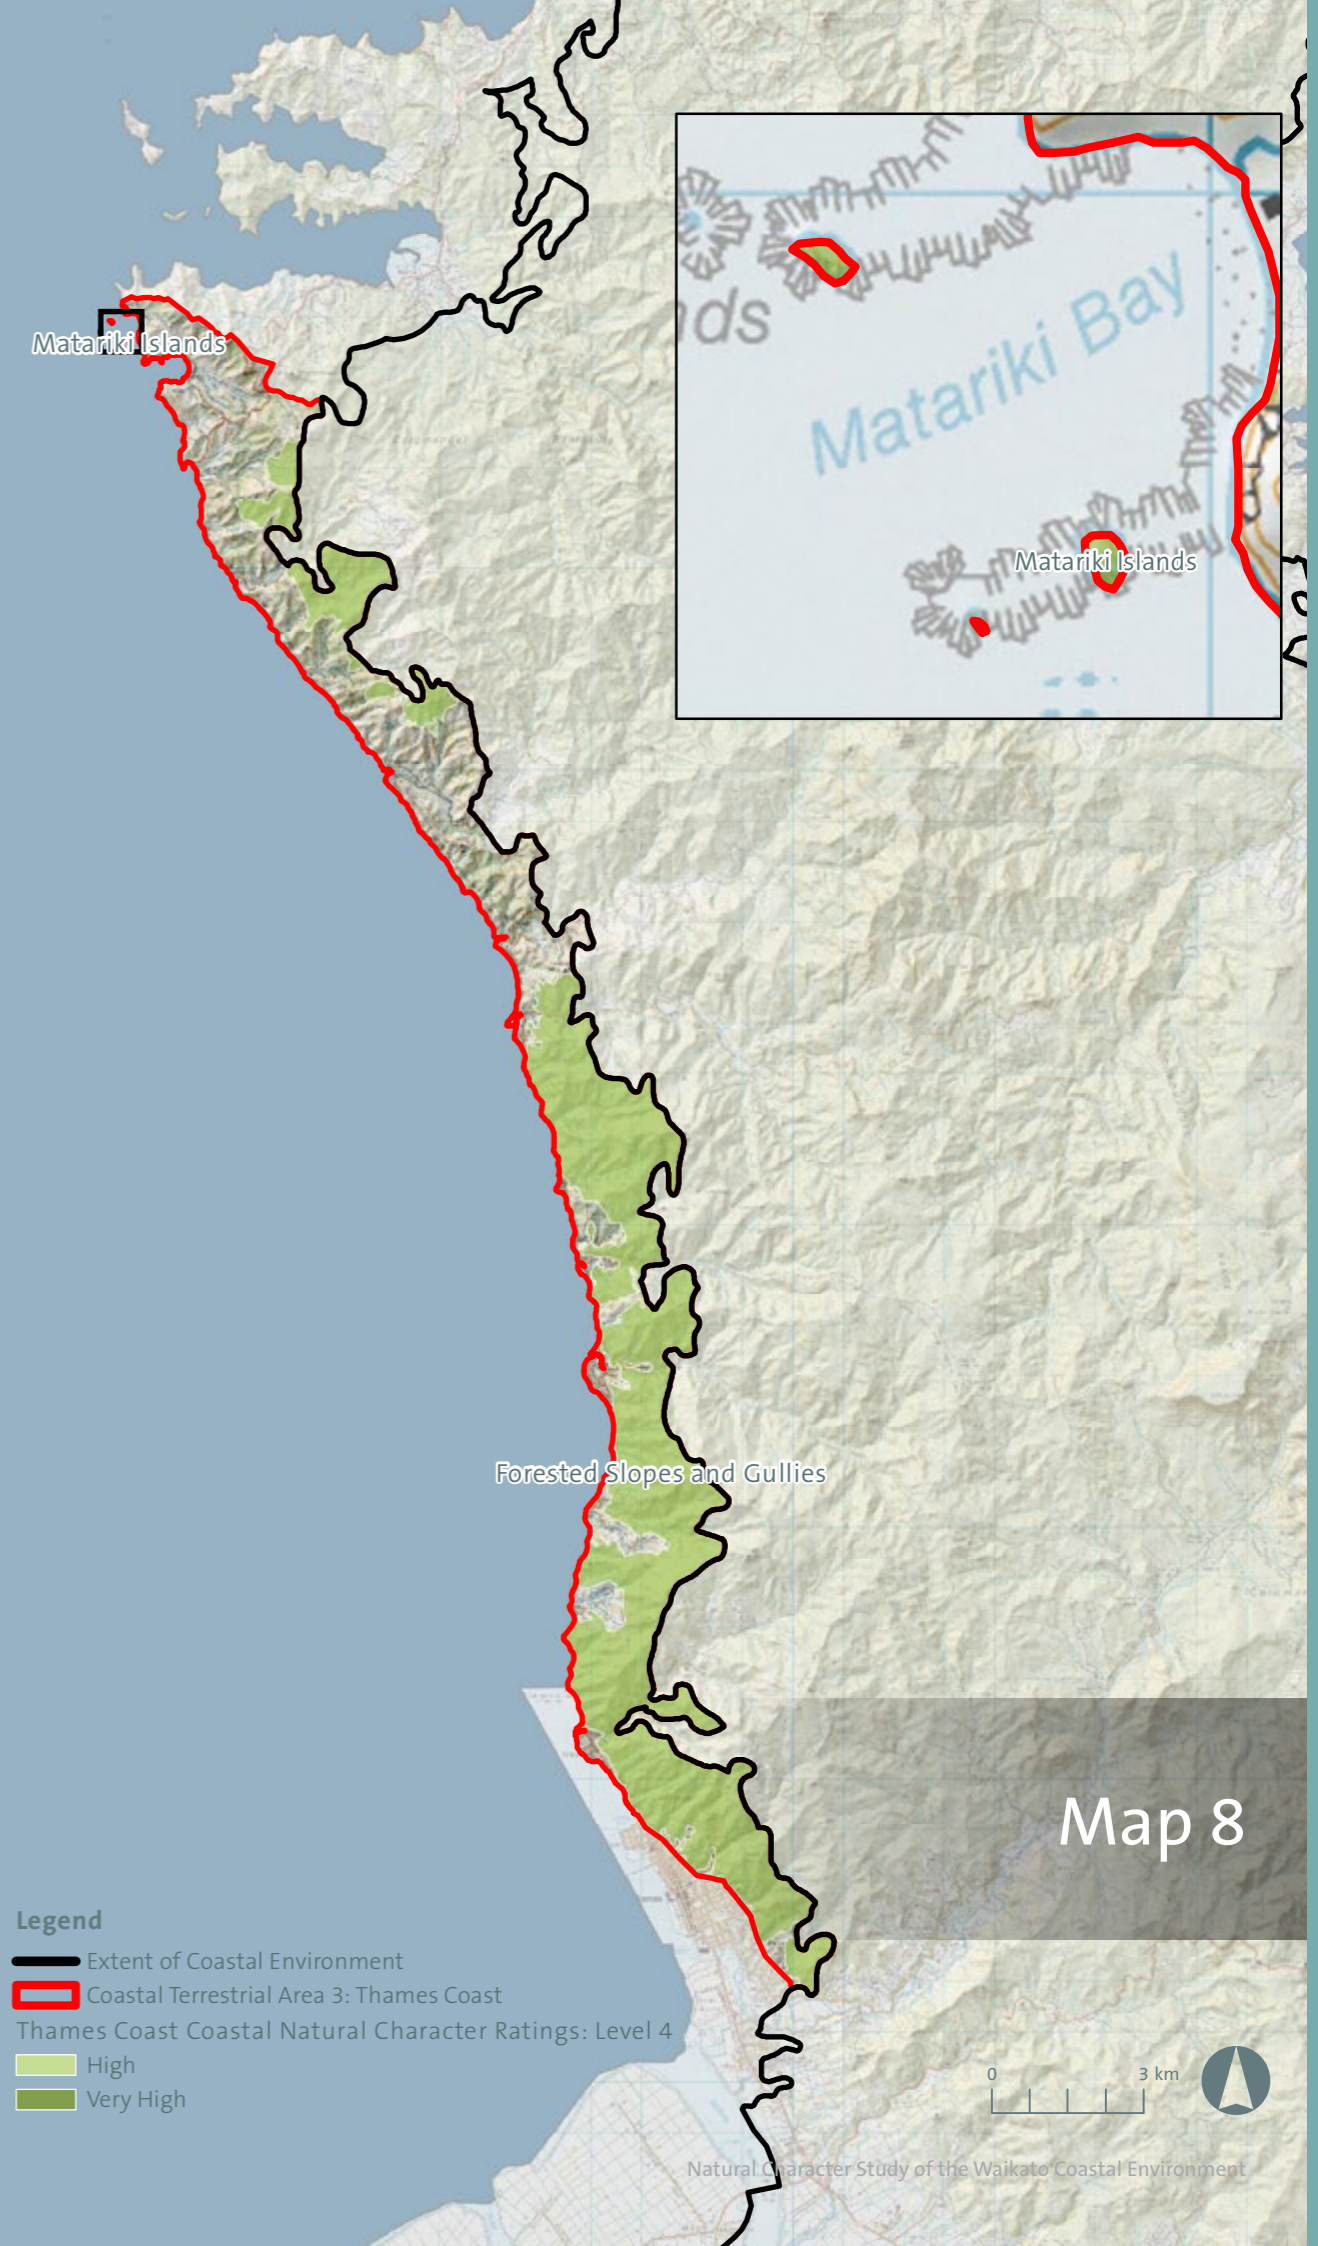 Matariki Islands
ds
Matariki Bay
Matariki Islands
Forested Slopes and Gullies
Map 8
Legend
Extent of Coastal Environment
Coastal Terrestrial Area 3: Thames Coast
Thames Coast Coastal Natural Character Ratings: Level 4
High
Very High
0 3 km
Natural Character Study of the Waikato Coastal Environment